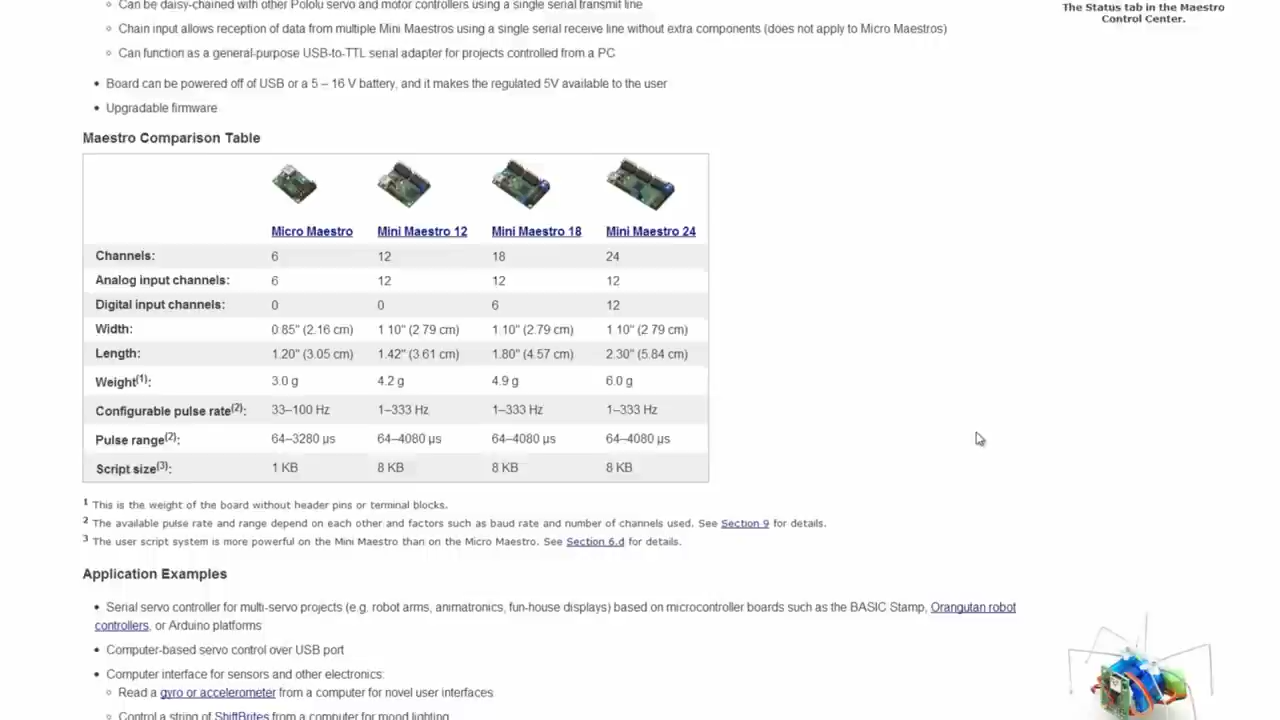 Can be daisy-chained with other Pololu servo and motor controllers using a single serial transmit line
Chain input allows reception of data from multiple Mini Maestros using a single serial receive line without extra components (does not apply to Micro Maestros)
Can function as a general-purpose USB-to-TTL serial adapter for projects controlled from a PC
Board can be powered off of USB or a 5 – 16 V battery, and it makes the regulated 5V available to the user
Upgradable firmware
The Status tab in the Maestro
Control Center.
Maestro Comparison Table
Micro Maestro Mini Maestro 12 Mini Maestro 18 Mini Maestro 24
Channels: 6 12 18 24
Analog input channels: 6 12 12 12
Digital input channels: 0 0 6 12
Width: 0.85" (2.16 cm) 1.10" (2.79 cm) 1.10" (2.79 cm) 1.10" (2.79 cm)
Length: 1.20" (3.05 cm) 1.42" (3.61 cm) 1.80" (4.57 cm) 2.30" (5.84 cm)
Weight(1): 3.0 g 4.2 g 4.9 g 6.0 g
Configurable pulse rate(2): 33–100 Hz 1–333 Hz 1–333 Hz 1–333 Hz
Pulse range(2): 64–3280 µs 64–4080 µs 64–4080 µs 64–4080 µs
Script size(3): 1 KB 8 KB 8 KB 8 KB
1 This is the weight of the board without header pins or terminal blocks.
2 The available pulse rate and range depend on each other and factors such as baud rate and number of channels used. See Section 9 for details.
3 The user script system is more powerful on the Mini Maestro than on the Micro Maestro. See Section 6.d for details.
Application Examples
Serial servo controller for multi-servo projects (e.g. robot arms, animatronics, fun-house displays) based on microcontroller boards such as the BASIC Stamp, Orangutan robot
controllers, or Arduino platforms
Computer-based servo control over USB port
Computer interface for sensors and other electronics:
Read a gyro or accelerometer from a computer for novel user interfaces
Control a string of ShiftBrites from a computer for mood lighting